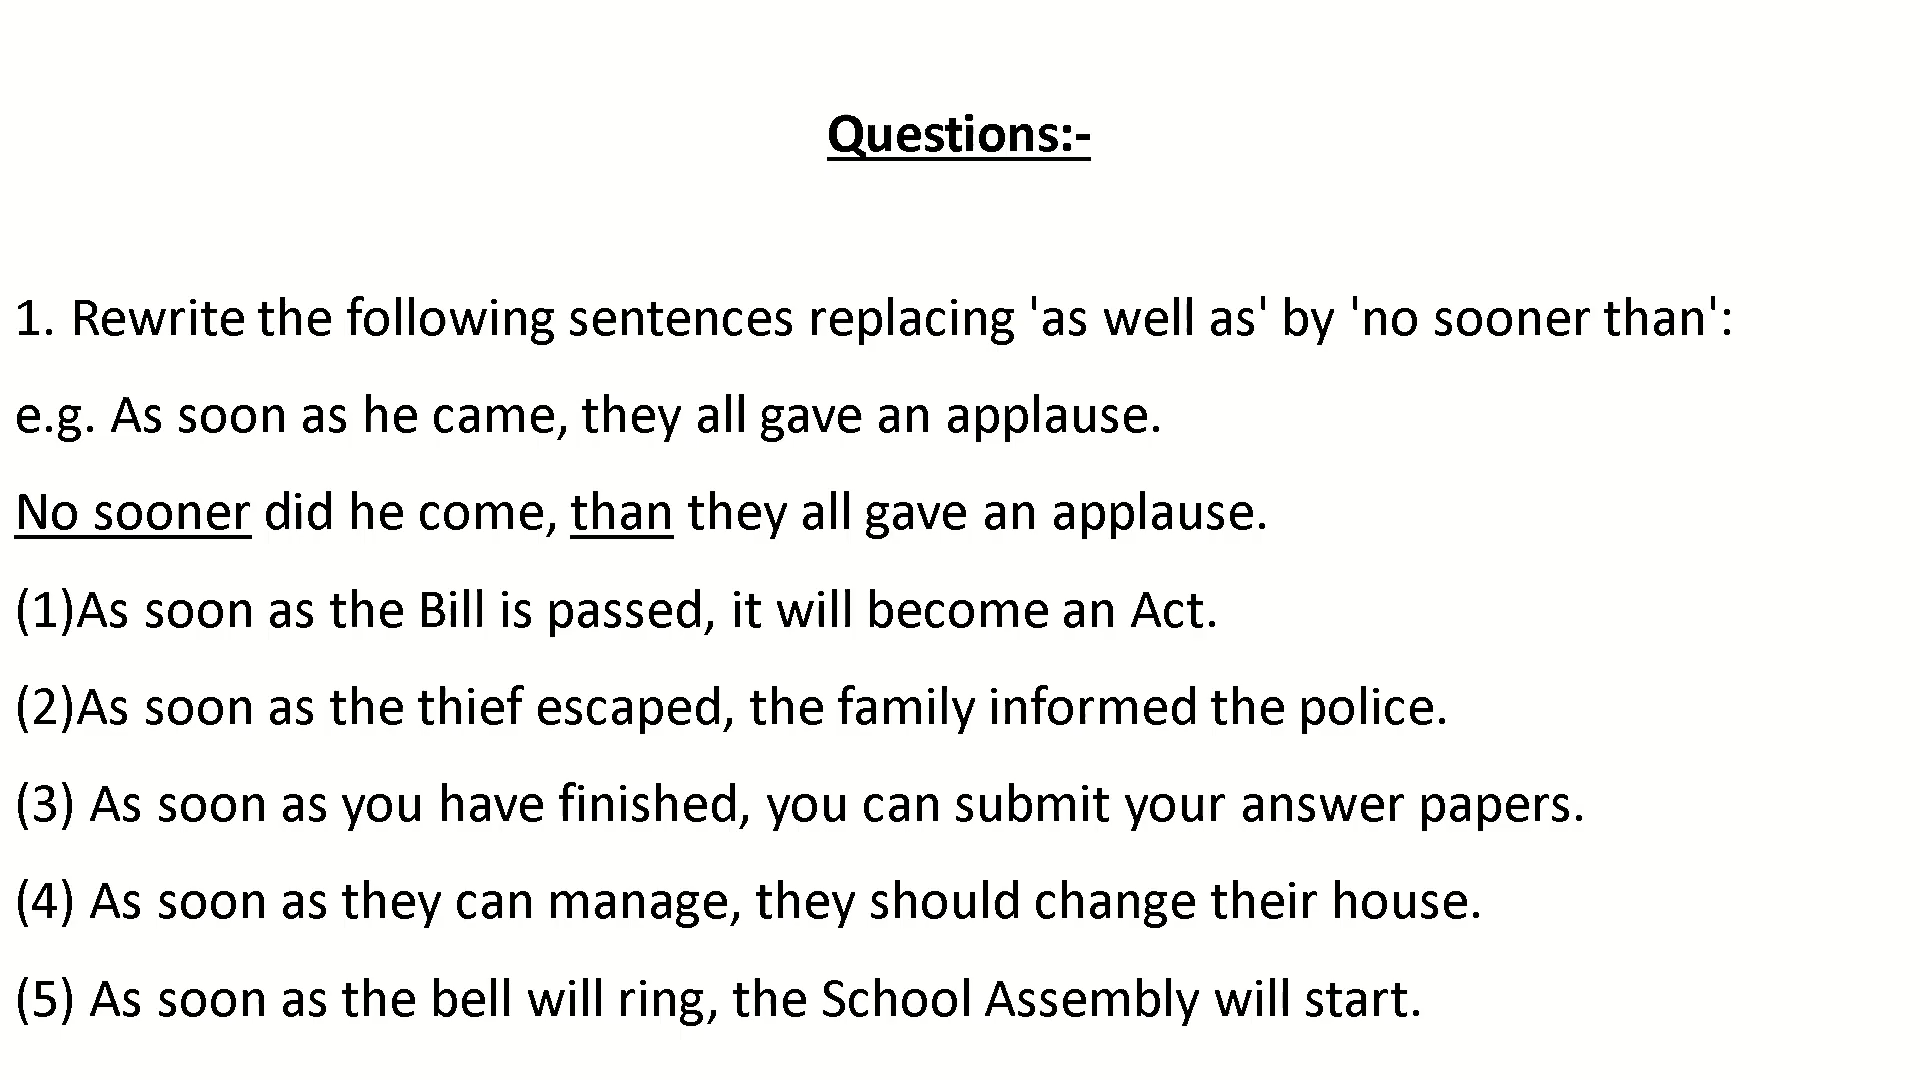 Questions:-
1. Rewrite the following sentences replacing 'as well as' by 'no sooner than':
e.g. As soon as he came, they all gave an applause.
No sooner did he come, than they all gave an applause.
(1)As soon as the Bill is passed, it will become an Act.
(2)As soon as the thief escaped, the family informed the police.
(3) As soon as you have finished, you can submit your answer papers.
(4) As soon as they can manage, they should change their house.
(5) As soon as the bell will ring, the School Assembly will start.